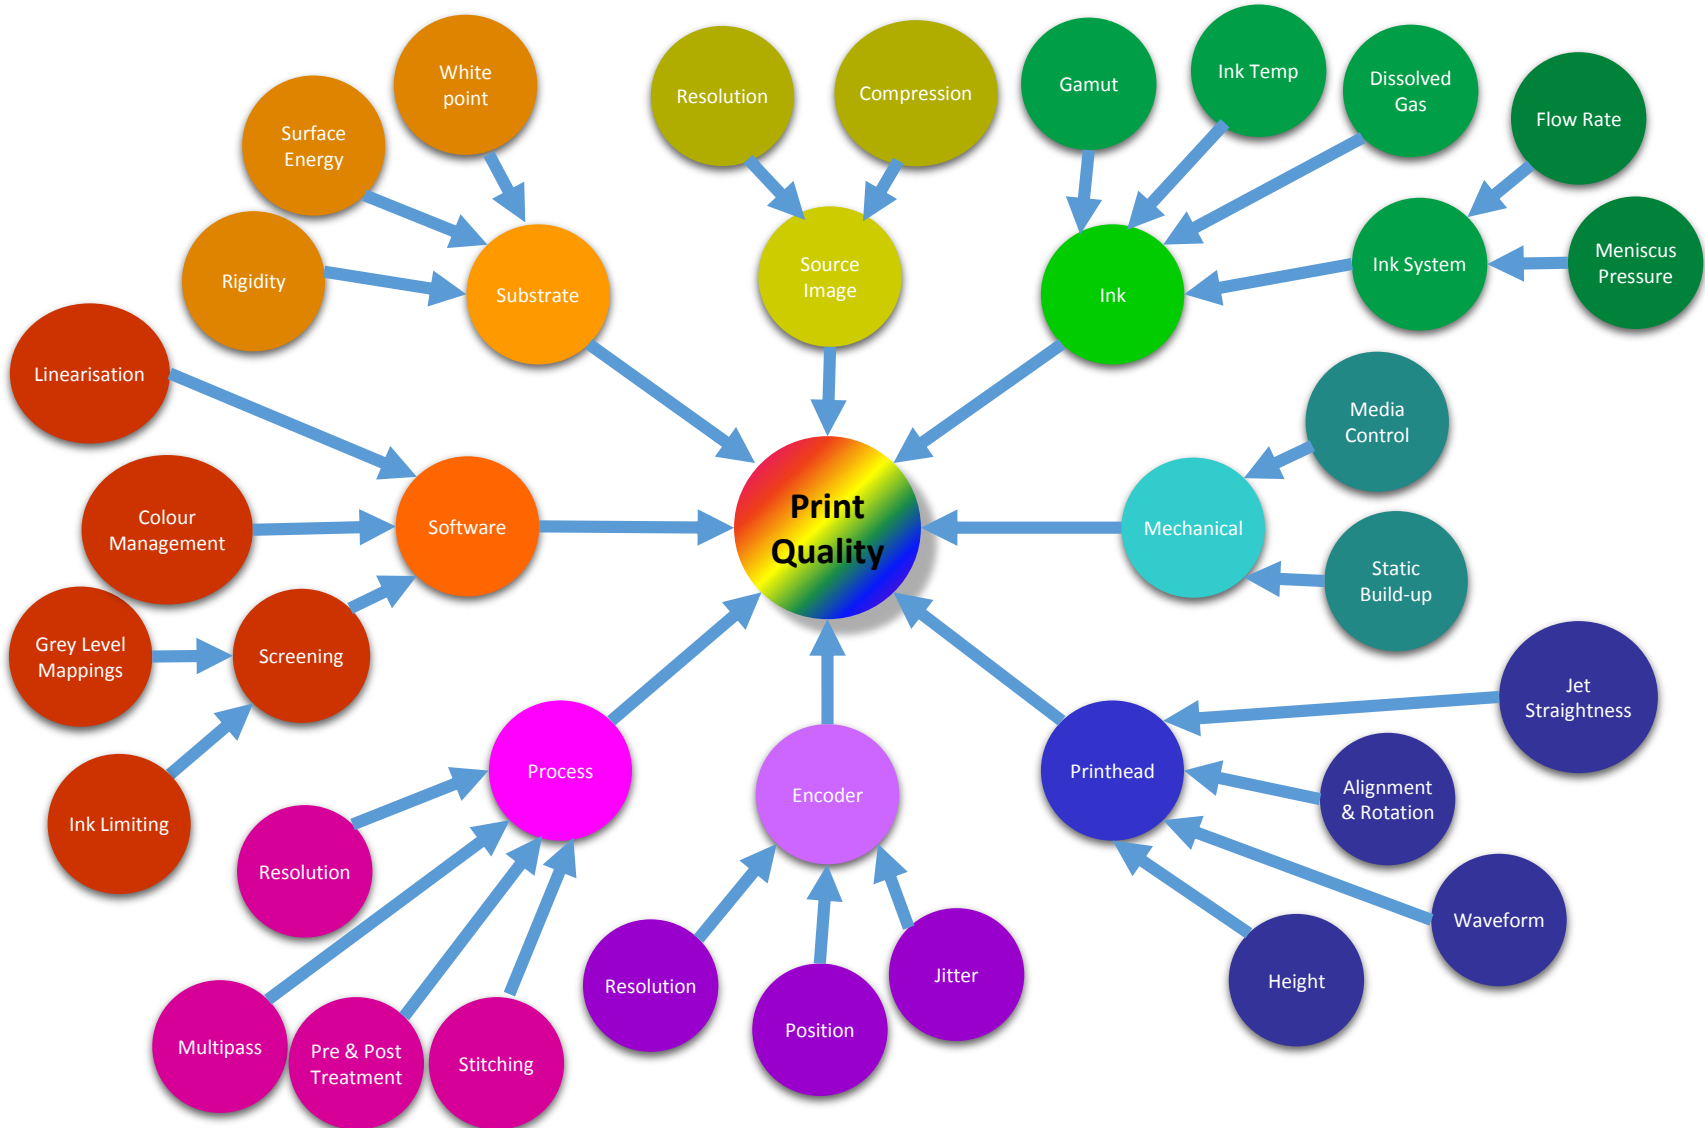 White
point
Resolution
Compression
Gamut
Ink Temp
Dissolved
Gas
Flow Rate
Surface
Energy
Rigidity
Substrate
Source
Image
Ink
Ink System
Meniscus
Pressure
Linearisation
Media
Control
Colour
Management
Software
Print
Quality
Mechanical
Static
Build-up
Grey Level
Mappings
Screening
Jet
Straightness
Ink Limiting
Process
Encoder
Printhead
Alignment
& Rotation
Resolution
Waveform
Resolution
Position
Jitter
Height
Multipass
Pre & Post
Treatment
Stitching